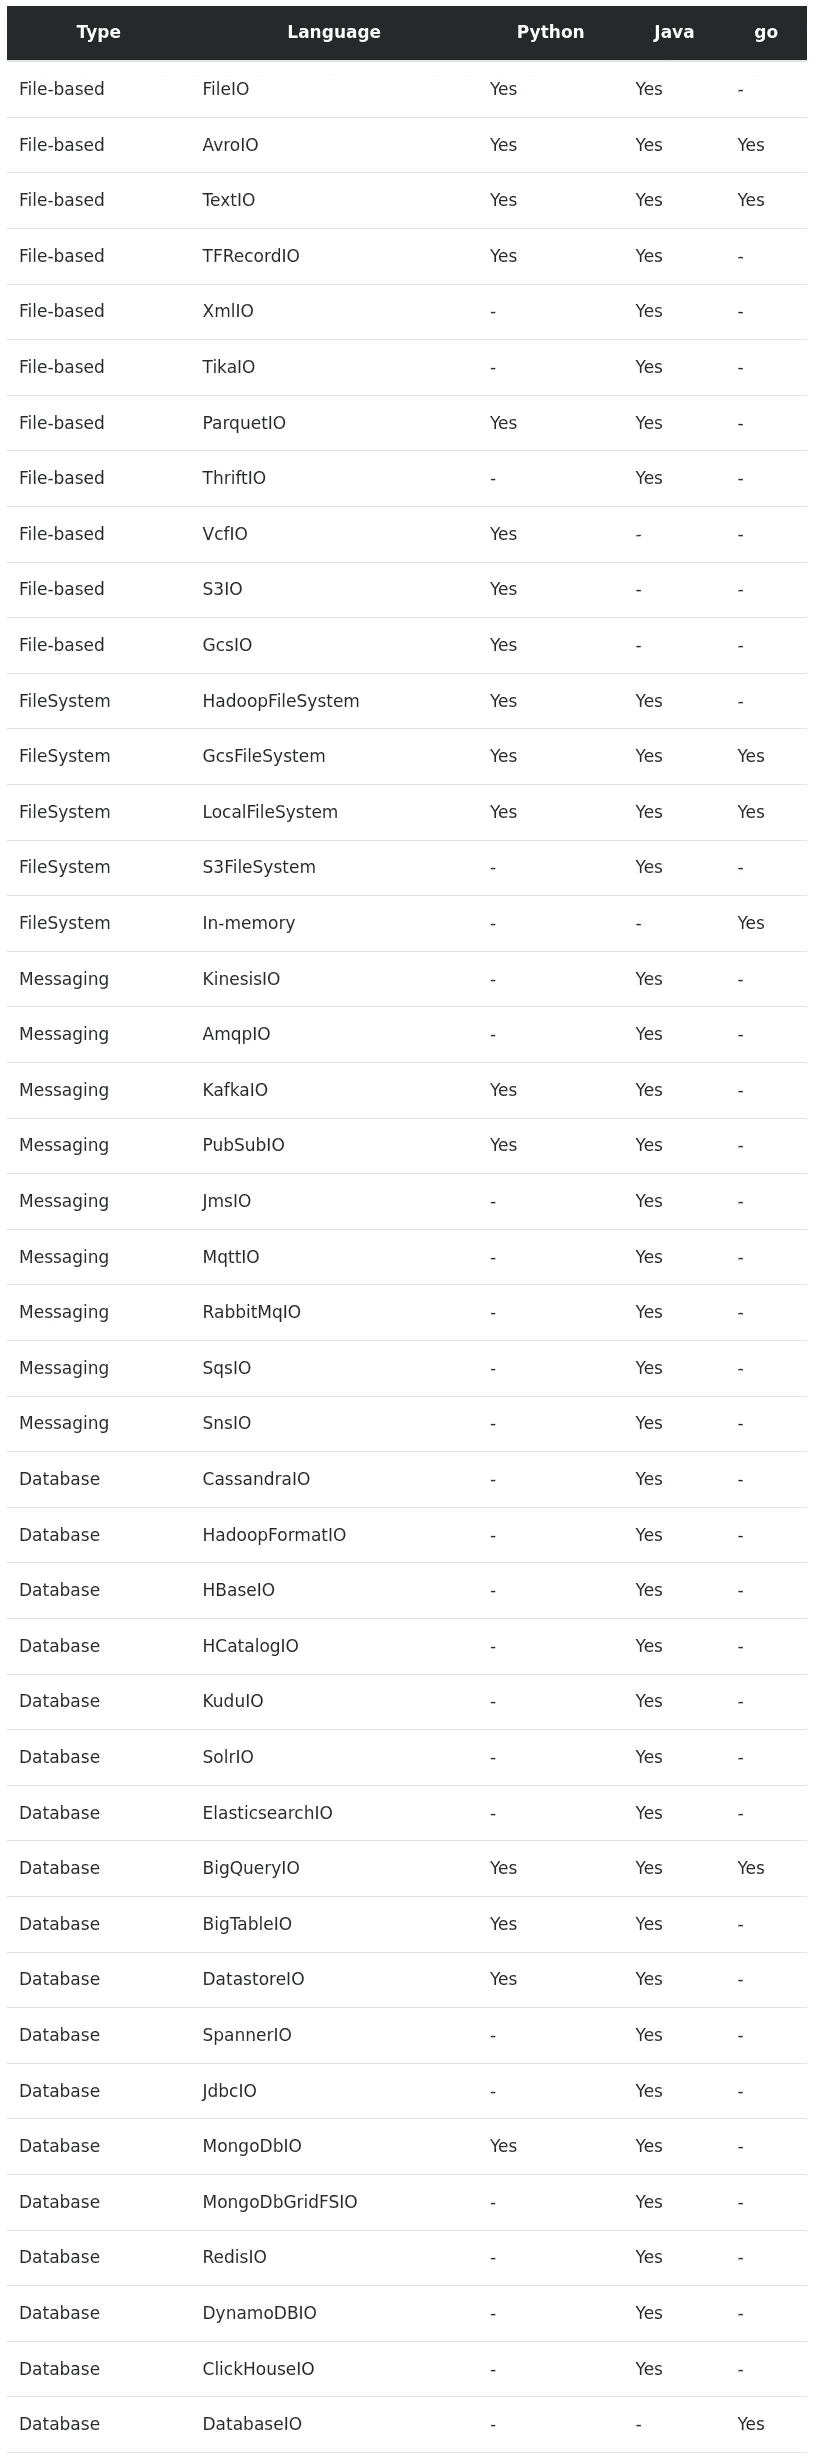 Type Language Python Java go
File-based FileIO Yes Yes -
File-based AvroIO Yes Yes Yes
File-based TextIO Yes Yes Yes
File-based TFRecordIO Yes Yes -
File-based XmlIO - Yes -
File-based TikaIO - Yes -
File-based ParquetIO Yes Yes -
File-based ThriftIO - Yes -
File-based VcfIO Yes - -
File-based S3IO Yes - -
File-based GcsIO Yes - -
FileSystem HadoopFileSystem Yes Yes -
FileSystem GcsFileSystem Yes Yes Yes
FileSystem LocalFileSystem Yes Yes Yes
FileSystem S3FileSystem - Yes -
FileSystem In-memory - - Yes
Messaging KinesisIO - Yes -
Messaging AmqpIO - Yes -
Messaging KafkaIO Yes Yes -
Messaging PubSubIO Yes Yes -
Messaging JmsIO - Yes -
Messaging MqttIO - Yes -
Messaging RabbitMqIO - Yes -
Messaging SqsIO - Yes -
Messaging SnsIO - Yes -
Database CassandraIO - Yes -
Database HadoopFormatIO - Yes -
Database HBaseIO - Yes -
Database HCatalogIO - Yes -
Database KuduIO - Yes -
Database SolrIO - Yes -
Database ElasticsearchIO - Yes -
Database BigQueryIO Yes Yes Yes
Database BigTableIO Yes Yes -
Database DatastoreIO Yes Yes -
Database SpannerIO - Yes -
Database JdbcIO - Yes -
Database MongoDbIO Yes Yes -
Database MongoDbGridFSIO - Yes -
Database RedisIO - Yes -
Database DynamoDBIO - Yes -
Database ClickHouseIO - Yes -
Database DatabaseIO - - Yes